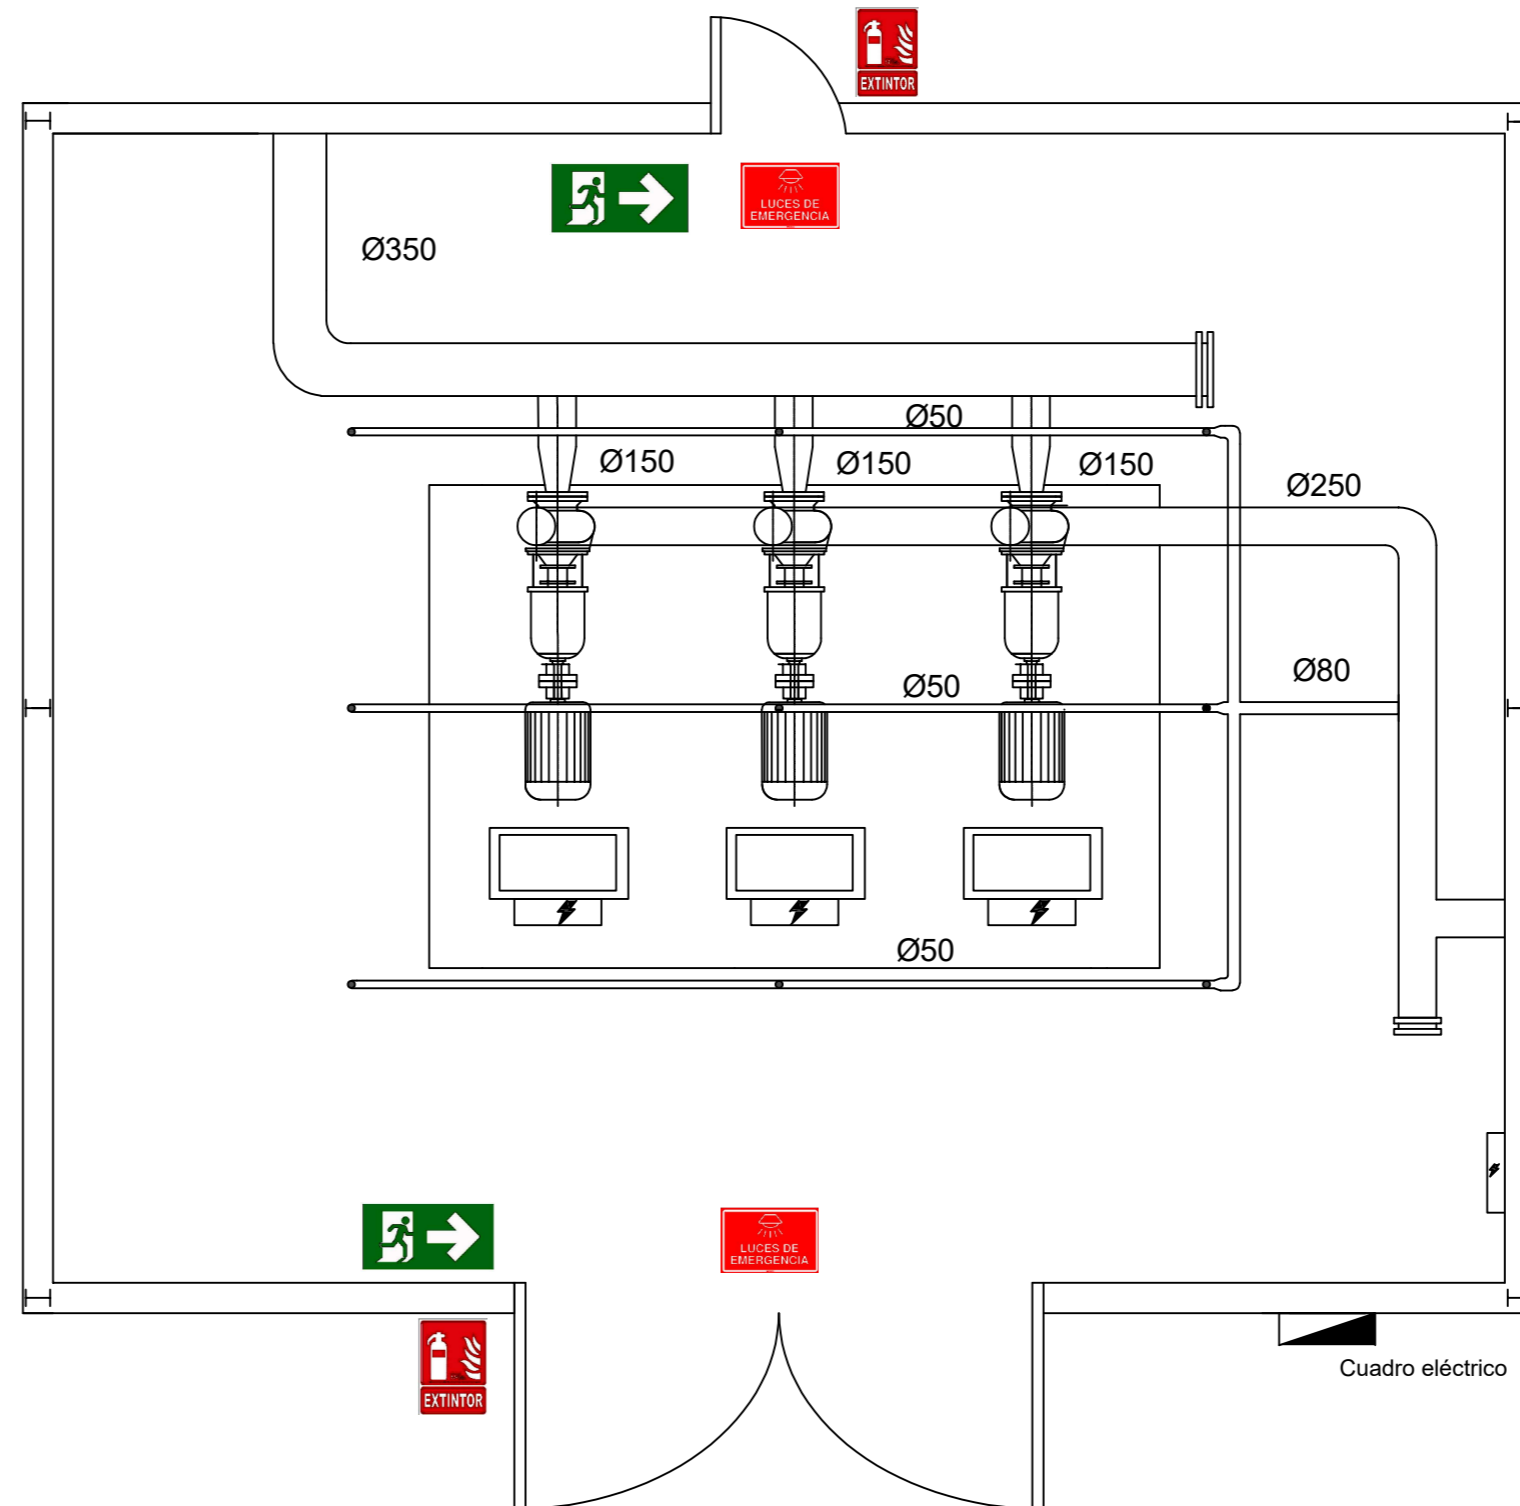 EXTINTOR
LUCES DE
EMERGENCIA
Ø350
Ø50
Ø150
Ø150
Ø150
Ø250
Ø80
Ø50
Ø50
LUCES DE
EMERGENCIA
EXTINTOR
Cuadro eléctrico